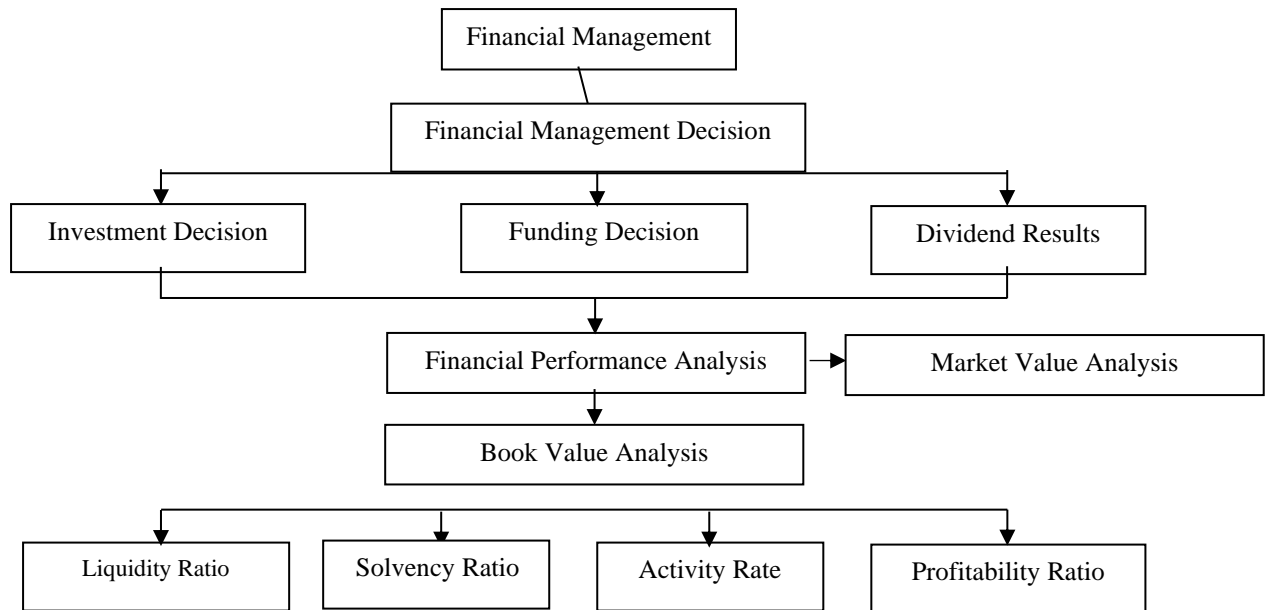 Financial Management
Financial Management Decision
Investment Decision
Funding Decision
Dividend Results
Financial Performance Analysis
Market Value Analysis
Book Value Analysis
Liquidity Ratio
Solvency Ratio
Activity Rate
Profitability Ratio